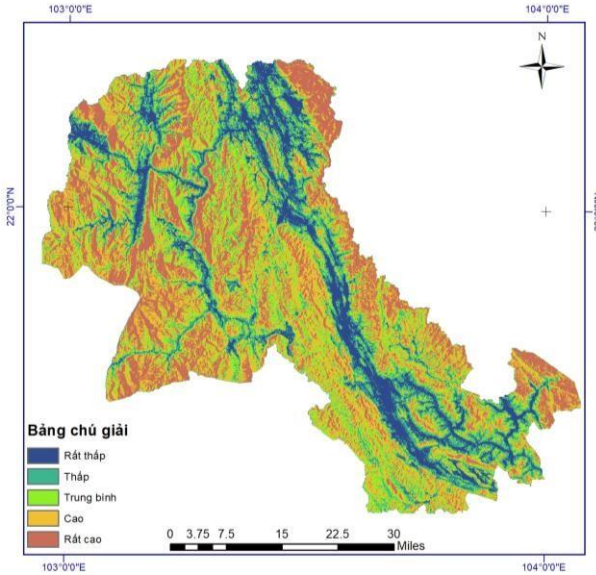 103°0'0"E 104°0'0"E
N
22°0'0"N
Bảng chú giải
Rất thấp
Thấp
Trung bình
Cao
Rất cao
0 3.75 7.5 15 22.5 30
Miles
103°0'0"E 104°0'0"E